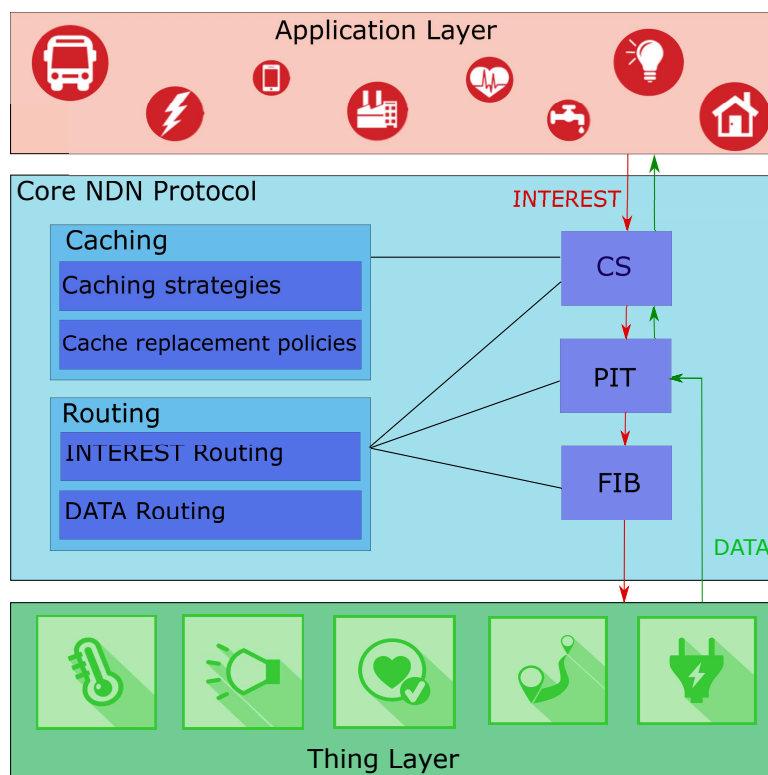 Application Layer
Core NDN Protocol
INTEREST
Caching
CS
Caching strategies
Cache replacement policies
PIT
Routing
INTEREST Routing
FIB
DATA Routing
DATA
Thing Layer